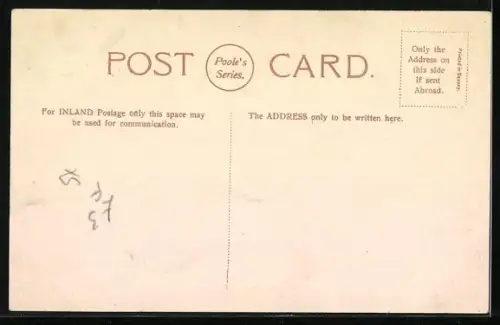 POST Poole's Series. CARD.
Only the
Address on
this side
If sent
Abroad.
For INLAND Postage only this space may
be used for communication.
The ADDRESS only to be written here.